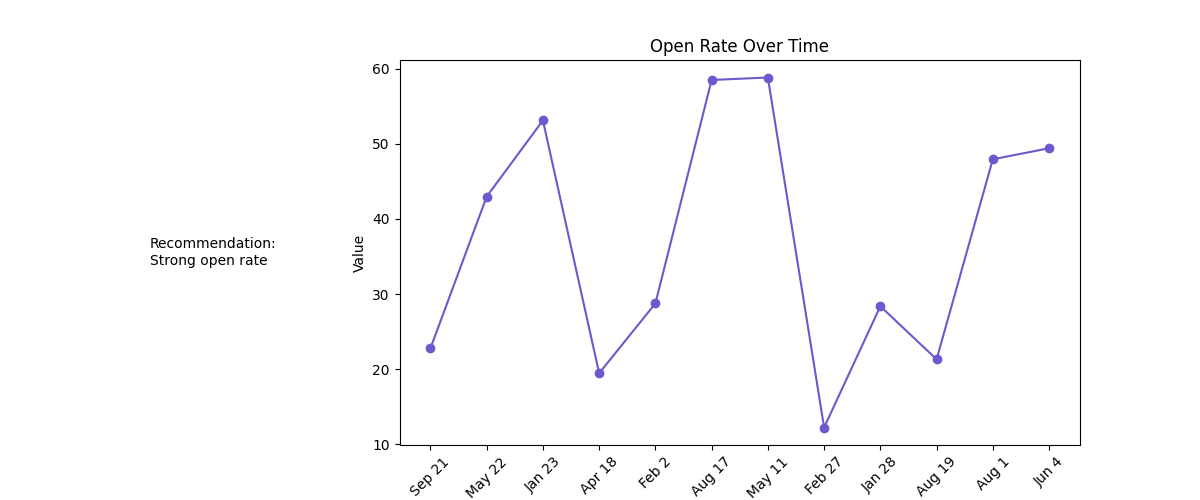 Open Rate Over Time
Recommendation:
Strong open rate
Value
60
50
40
30
20
10
Sep 21
May 22
Jan 23
Apr 18
Feb 2
Aug 17
May 11
Feb 27
Jan 28
Aug 19
Aug 1
Jun 4